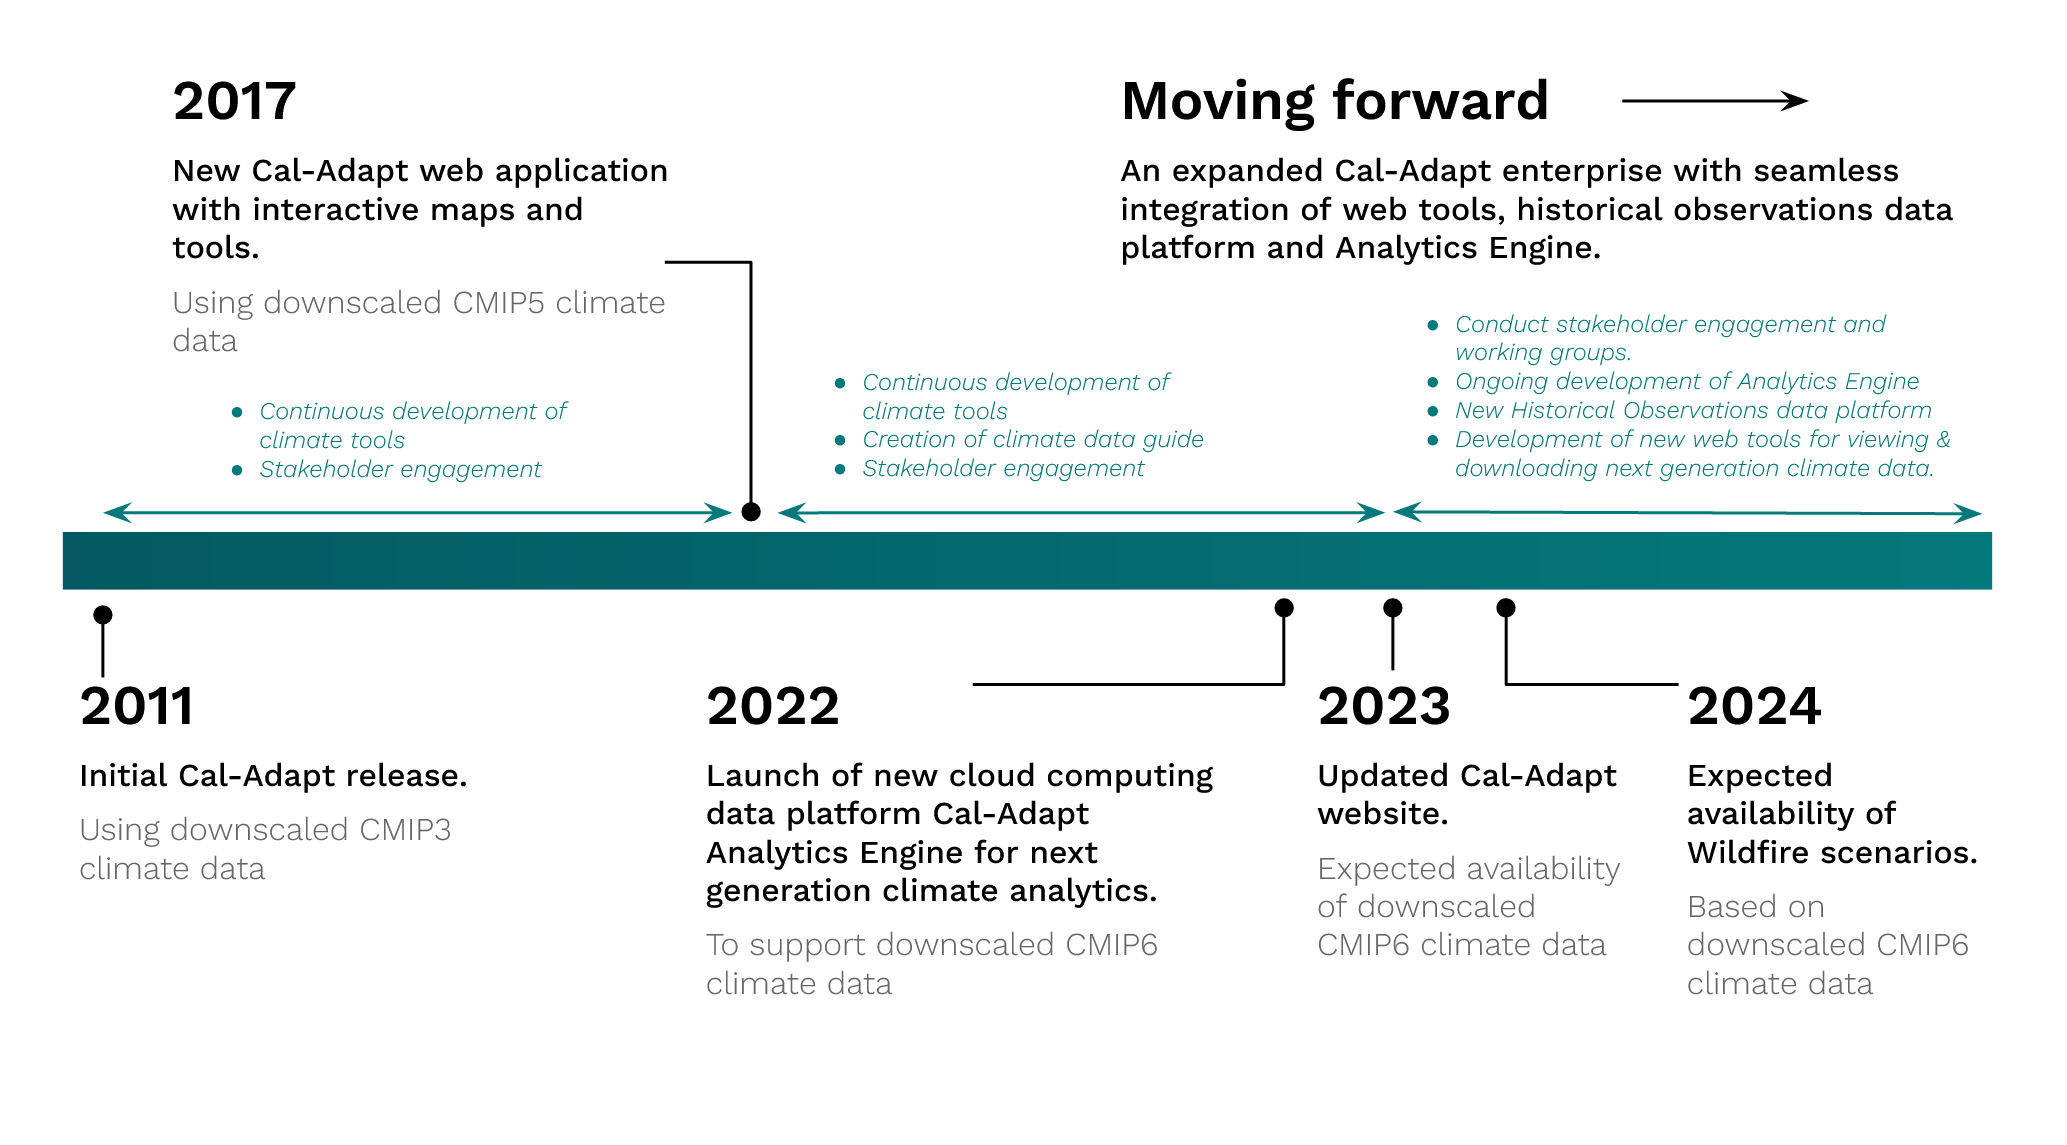 2017
New Cal-Adapt web application
with interactive maps and
tools.
Using downscaled CMIP5 climate
data
● Continuous development of
climate tools
● Stakeholder engagement
● Continuous development of
climate tools
● Creation of climate data guide
● Stakeholder engagement
Moving forward
An expanded Cal-Adapt enterprise with seamless
integration of web tools, historical observations data
platform and Analytics Engine.
● Conduct stakeholder engagement and
working groups.
● Ongoing development of Analytics Engine
● New Historical Observations data platform
● Development of new web tools for viewing &
downloading next generation climate data.
2011
Initial Cal-Adapt release.
Using downscaled CMIP3
climate data
2022
Launch of new cloud computing
data platform Cal-Adapt
Analytics Engine for next
generation climate analytics.
To support downscaled CMIP6
climate data
2023
Updated Cal-Adapt
website.
Expected availability
of downscaled
CMIP6 climate data
2024
Expected
availability of
Wildfire scenarios.
Based on
downscaled CMIP6
climate data